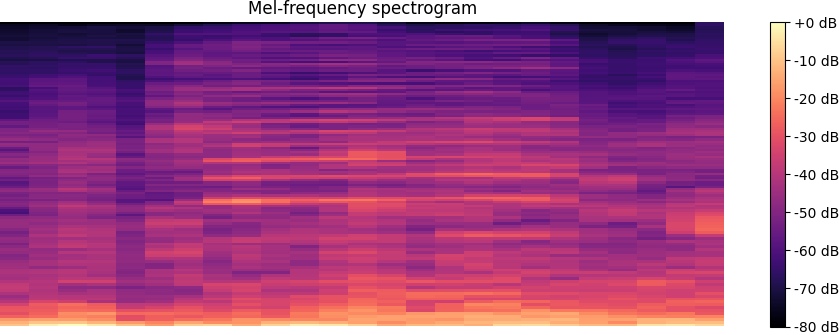 Mel-frequency spectrogram
+0 dB
-10 dB
-20 dB
-30 dB
-40 dB
-50 dB
-60 dB
-70 dB
-80 dB